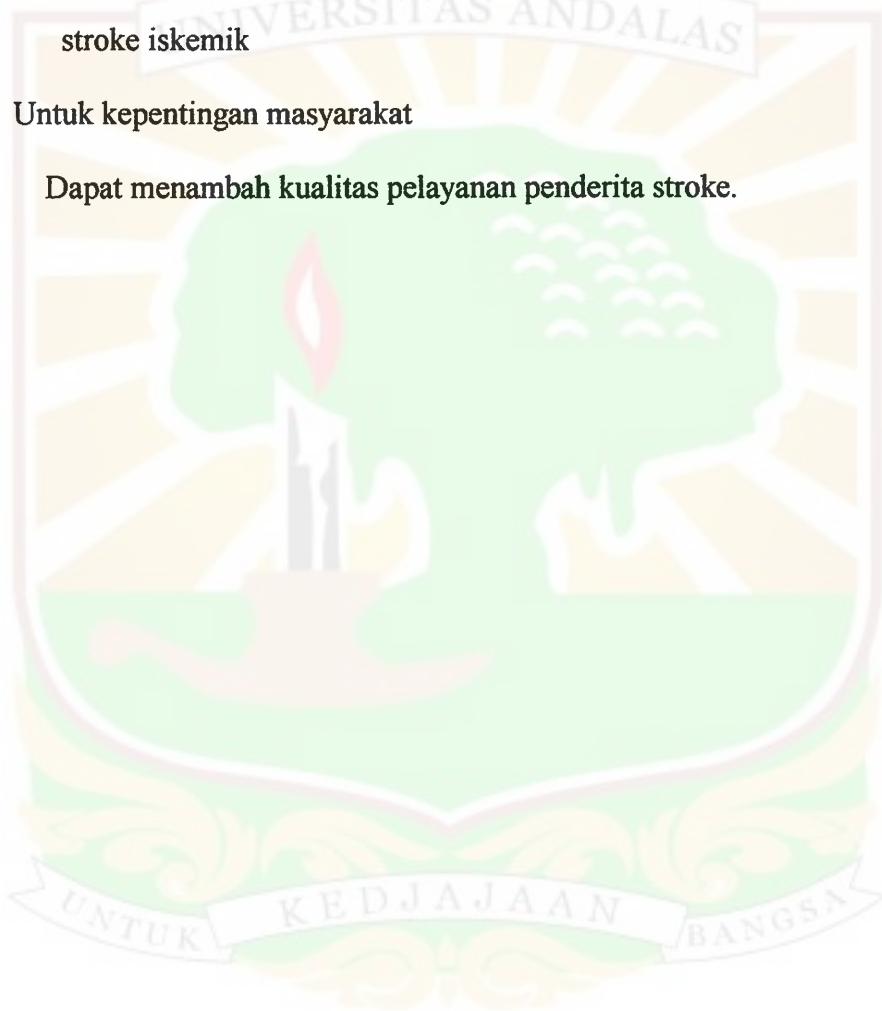 UNIVERSITAS ANDALAS
stroke iskemik
Untuk kepentingan masyarakat
Dapat menambah kualitas pelayanan penderita stroke.
UNTUK KEDJAJAAN BANGSA